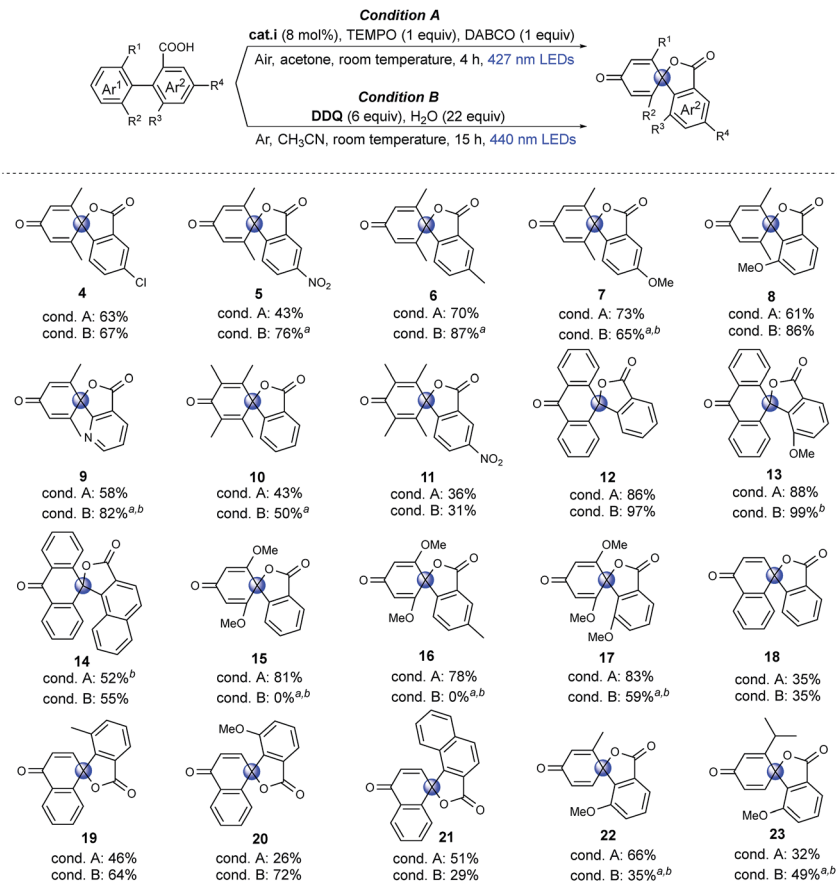 Condition A
cat.i (8 mol%), TEMPO (1 equiv), DABCO (1 equiv)
Air, acetone, room temperature, 4 h, 427 nm LEDs
Condition B
DDQ (6 equiv), H2O (22 equiv)
Ar, CH3CN, room temperature, 15 h, 440 nm LEDs
R1 COOH
Ar1 Ar2 R4
R2 R3
R1 O O
O
R2 Ar2
R3 R4
O O O O O O O O O O O O O O O
Cl NO2 OMe MeO
4 5 6 7 8
cond. A: 63% cond. A: 43% cond. A: 70% cond. A: 73% cond. A: 61%
cond. B: 67% cond. B: 76%a cond. B: 87%a cond. B: 65%a,b cond. B: 86%
O O O O O O O O O O O O O O O
N NO2 OMe
9 10 11 12 13
cond. A: 58% cond. A: 43% cond. A: 36% cond. A: 86% cond. A: 88%
cond. B: 82%a,b cond. B: 50%a cond. B: 31% cond. B: 97% cond. B: 99%b
OMe OMe OMe
O O O O O O O O O O O O O O O
MeO MeO MeO MeO
14 15 16 17 18
cond. A: 52%b cond. A: 81% cond. A: 78% cond. A: 83% cond. A: 35%
cond. B: 55% cond. B: 0%a,b cond. B: 0%a,b cond. B: 59%a,b cond. B: 35%
MeO
O O O O O O O O O O O O O O O
MeO MeO
19 20 21 22 23
cond. A: 46% cond. A: 26% cond. A: 51% cond. A: 66% cond. A: 32%
cond. B: 64% cond. B: 72% cond. B: 29% cond. B: 35%a,b cond. B: 49%a,b